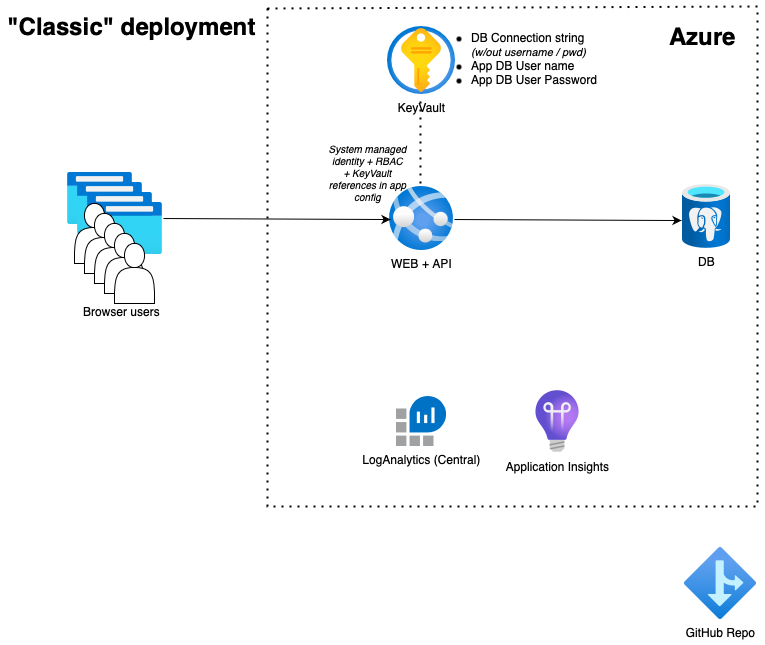 "Classic" deployment
Azure
DB Connection string
(w/out username / pwd)
App DB User name
App DB User Password
KeyVault
System managed
identity + RBAC
+ KeyVault
references in app
config
WEB + API
DB
Browser users
LogAnalytics (Central)
Application Insights
GitHub Repo